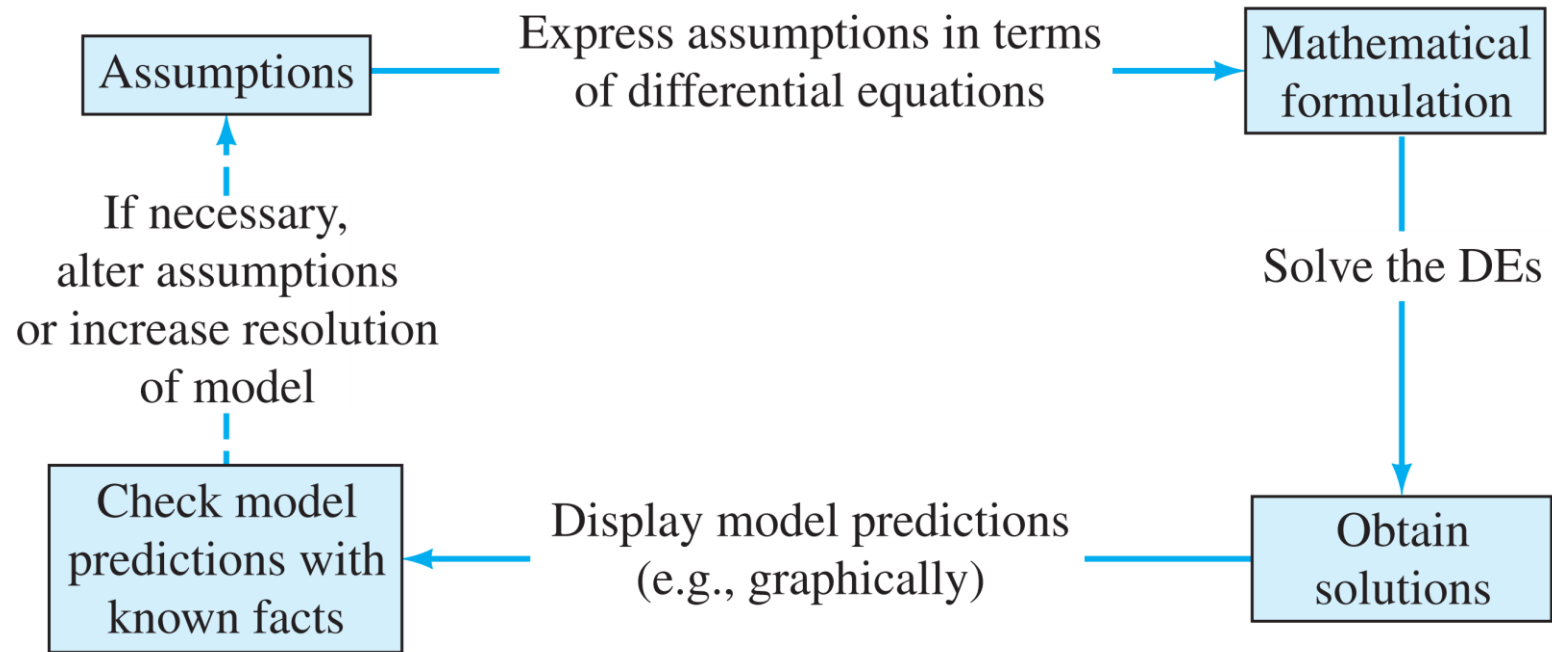 Assumptions
Express assumptions in terms
of differential equations
Mathematical
formulation
Solve the DEs
Obtain
solutions
Display model predictions
(e.g., graphically)
Check model
predictions with
known facts
If necessary,
alter assumptions
or increase resolution
of model